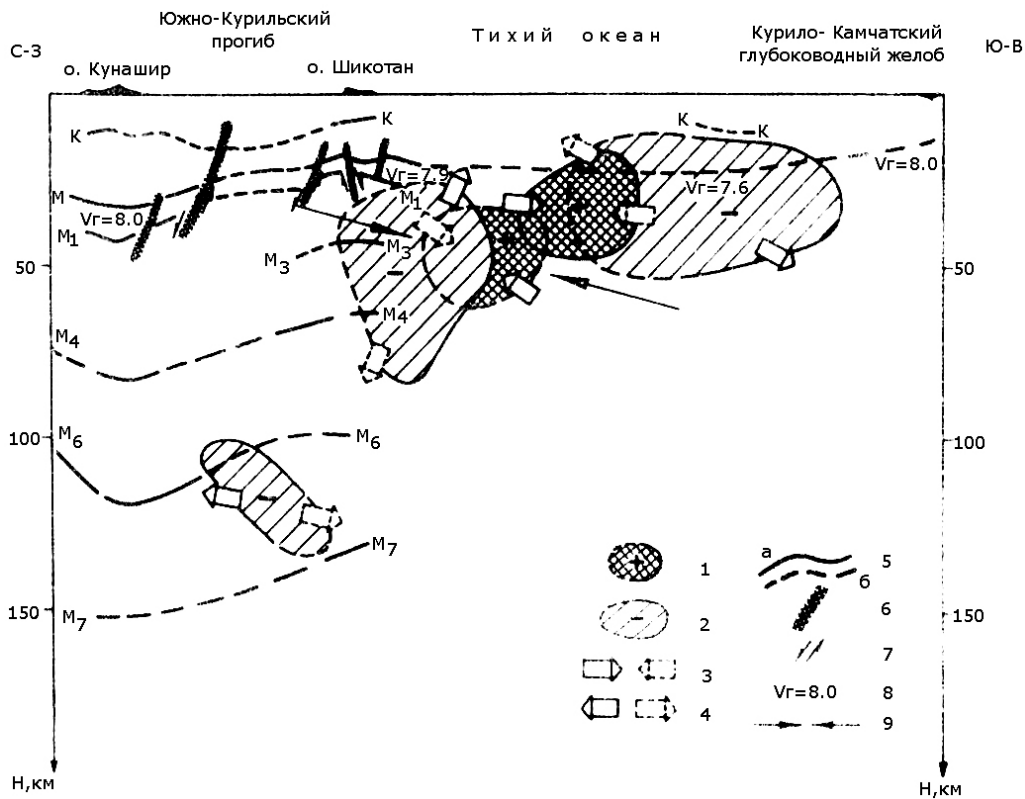 Южно-Курильский
прогиб
Тихий океан
Курило-Камчатский
глубоководный желоб
С-З
Ю-В
о. Кунашир
о. Шикотан
К
К
К
К
Vг=7.9
Vг=7.6
Vг=8.0
М
Vг=8.0
М1
М1
М3
М3
50
50
М4
М4
100
100
М6
М6
М7
М7
150
150
1
2
3
4
а
б
5
6
7
Vг=8.0
8
9
Н,км
Н,км